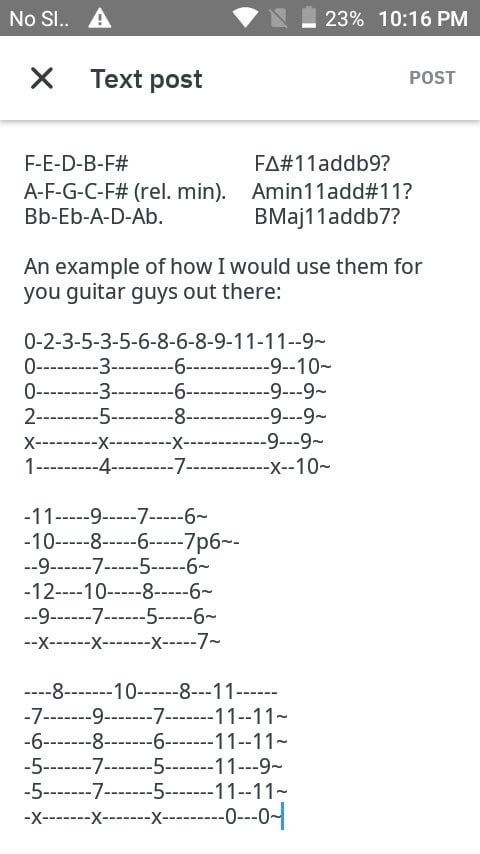 No SI.. 23% 10:16 PM
Text post POST
F-E-D-B-F# F∆#11addb9?
A-F-G-C-F# (rel. min). Amin11add#11?
Bb-Eb-A-D-Ab. BMaj11addb7?
An example of how I would use them for
you guitar guys out there:
0-2-3-5-3-5-6-8-6-8-9-11-11--9~
0---------3---------6------------9--10~
0---------3---------6------------9---9~
2---------5---------8------------9---9~
x---------x---------x------------9---9~
1---------4---------7------------x--10~
-11-----9-----7-----6~
-10-----8-----6-----7p6~-
--9------7-----5-----6~
-12----10-----8-----6~
--9------7------5-----6~
--x------x-------x-----7~
----8-------10------8---11------
-7-------9-------7-------11--11~
-6-------8-------6-------11--11~
-5-------7-------5-------11---9~
-5-------7-------5-------11--11~
-x-------x-------x---------0---0~